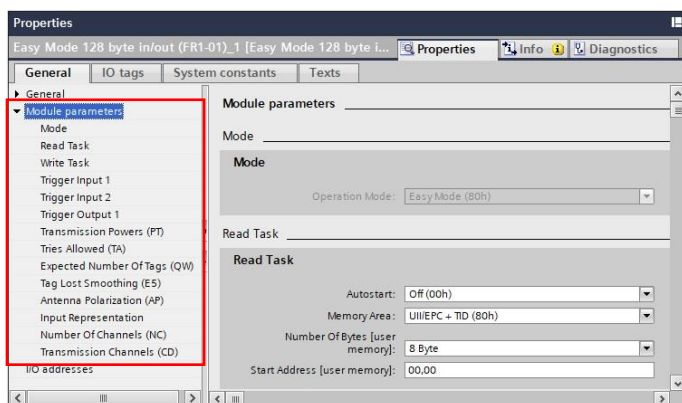 Properties
Easy Mode 128 byte in/out (FR1-01)_1 [Easy Mode 128 byte i...
Properties
Info
Diagnostics
General
IO tags
System constants
Texts
General
Module parameters
Mode
Read Task
Write Task
Trigger Input 1
Trigger Input 2
Trigger Output 1
Transmission Powers (PT)
Tries Allowed (TA)
Expected Number Of Tags (QW)
Tag Lost Smoothing (E5)
Antenna Polarization (AP)
Input Representation
Number Of Channels (NC)
Transmission Channels (CD)
I/O addresses
Module parameters
Mode
Mode
Operation Mode: Easy Mode (80h)
Read Task
Read Task
Autostart: Off (00h)
Memory Area: UII/EPC + TID (80h)
Number Of Bytes [user
memory]: 8 Byte
Start Address [user memory]: 00,00